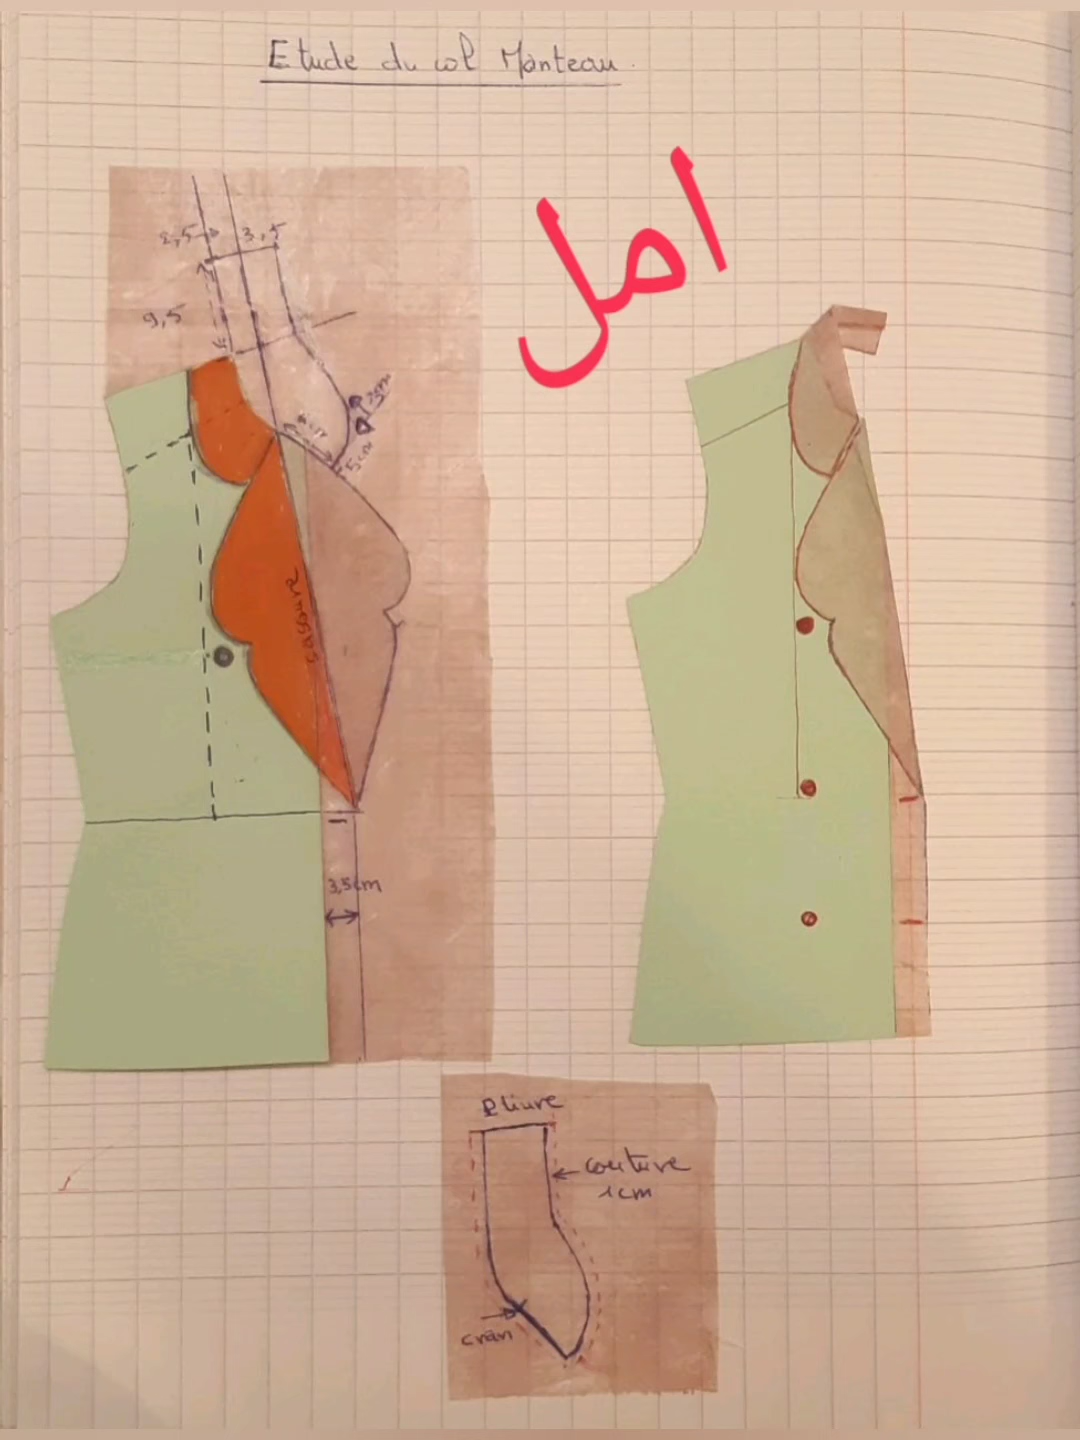 Etude du col Manteau.
امل
2,5
3,5
9,5
5cm
cassure
3,5cm
Pliure
couture
1cm
cran